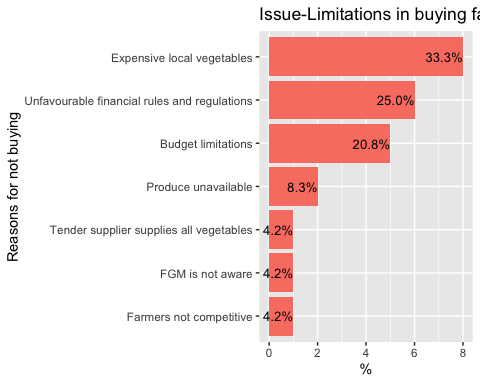 Issue-Limitations in buying fa
Expensive local vegetables
33.3%
Unfavourable financial rules and regulations
25.0%
Budget limitations
20.8%
Produce unavailable
8.3%
Tender supplier supplies all vegetables
4.2%
FGM is not aware
4.2%
Farmers not competitive
4.2%
Reasons for not buying
0 2 4 6 8
%